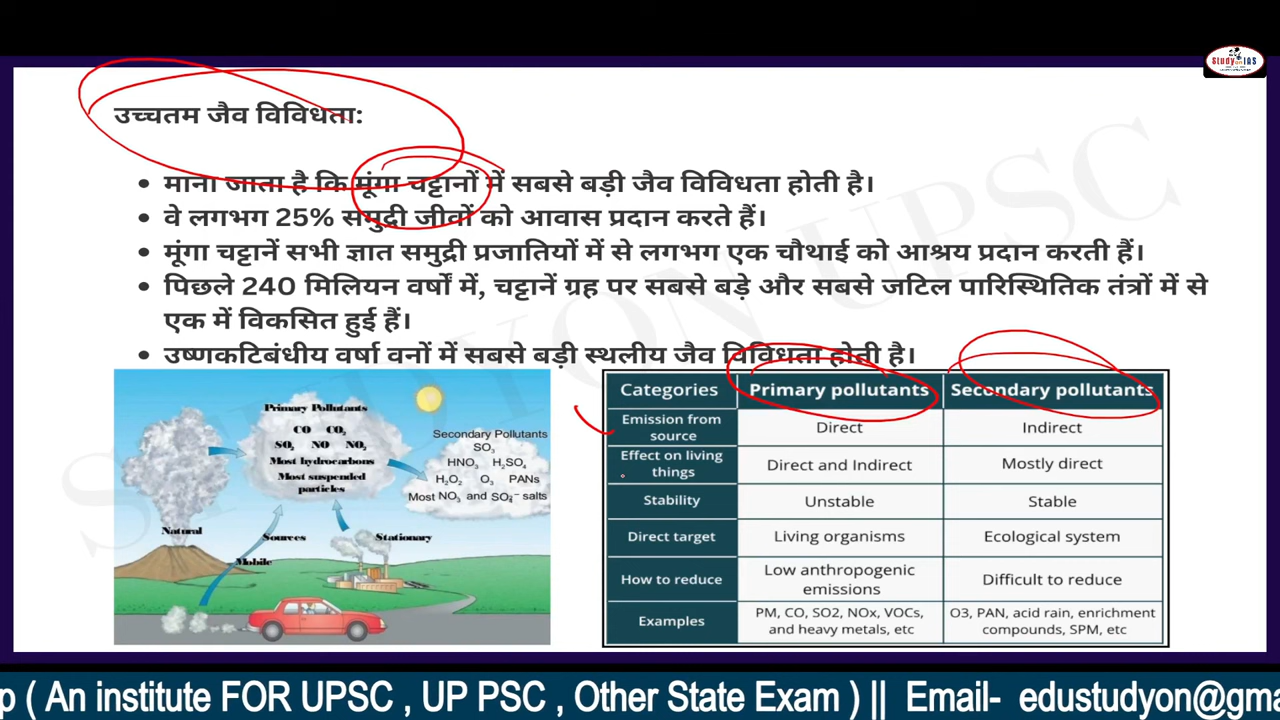 Study IAS
उच्चतम जैव विविधता:
• माना जाता है कि मूंगा चट्टानों में सबसे बड़ी जैव विविधता होती है।
• वे लगभग 25% समुद्री जीवों को आवास प्रदान करते हैं।
• मूंगा चट्टानें सभी ज्ञात समुद्री प्रजातियों में से लगभग एक चौथाई को आश्रय प्रदान करती हैं।
• पिछले 240 मिलियन वर्षों में, चट्टानें ग्रह पर सबसे बड़े और सबसे जटिल पारिस्थितिक तंत्रों में से
एक में विकसित हुई हैं।
• उष्णकटिबंधीय वर्षा वनों में सबसे बड़ी स्थलीय जैव विविधता होती है।
Primary Pollutants
CO CO₂
SO₂ NO NO₂
Most hydrocarbons
Most suspended
particles
Secondary Pollutants
SO₃
HNO₃ H₂SO₄
H₂O₂ O₃ PANs
Most NO₃ and SO₄⁻ salts
Natural
Sources
Stationary
Mobile
Categories Primary pollutants Secondary pollutants
Emission from
source Direct Indirect
Effect on living
things Direct and Indirect Mostly direct
Stability Unstable Stable
Direct target Living organisms Ecological system
How to reduce Low anthropogenic
emissions Difficult to reduce
Examples PM, CO, SO2, NOx, VOCs,
and heavy metals, etc O3, PAN, acid rain, enrichment
compounds, SPM, etc
STUDYON UPSC
p ( An institute FOR UPSC , UP PSC , Other State Exam ) || Email- edustudyon@gma